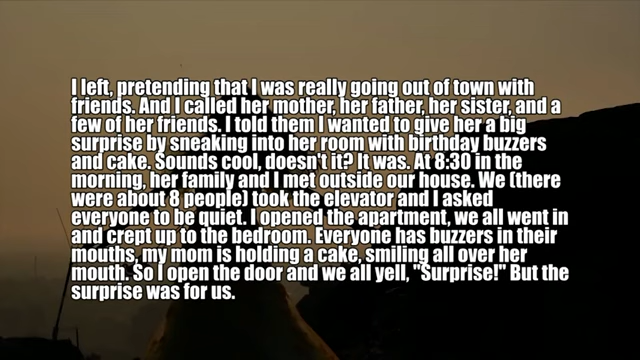 I left, pretending that I was really going out of town with
friends. And I called her mother, her father, her sister, and a
few of her friends. I told them I wanted to give her a big
surprise by sneaking into her room with birthday buzzers
and cake. Sounds cool, doesn't it? It was. At 8:30 in the
morning, her family and I met outside our house. We (there
were about 8 people) took the elevator and I asked
everyone to be quiet. I opened the apartment, we all went in
and crept up to the bedroom. Everyone has buzzers in their
mouths, my mom is holding a cake, smiling all over her
mouth. So I open the door and we all yell, "Surprise!" But the
surprise was for us.